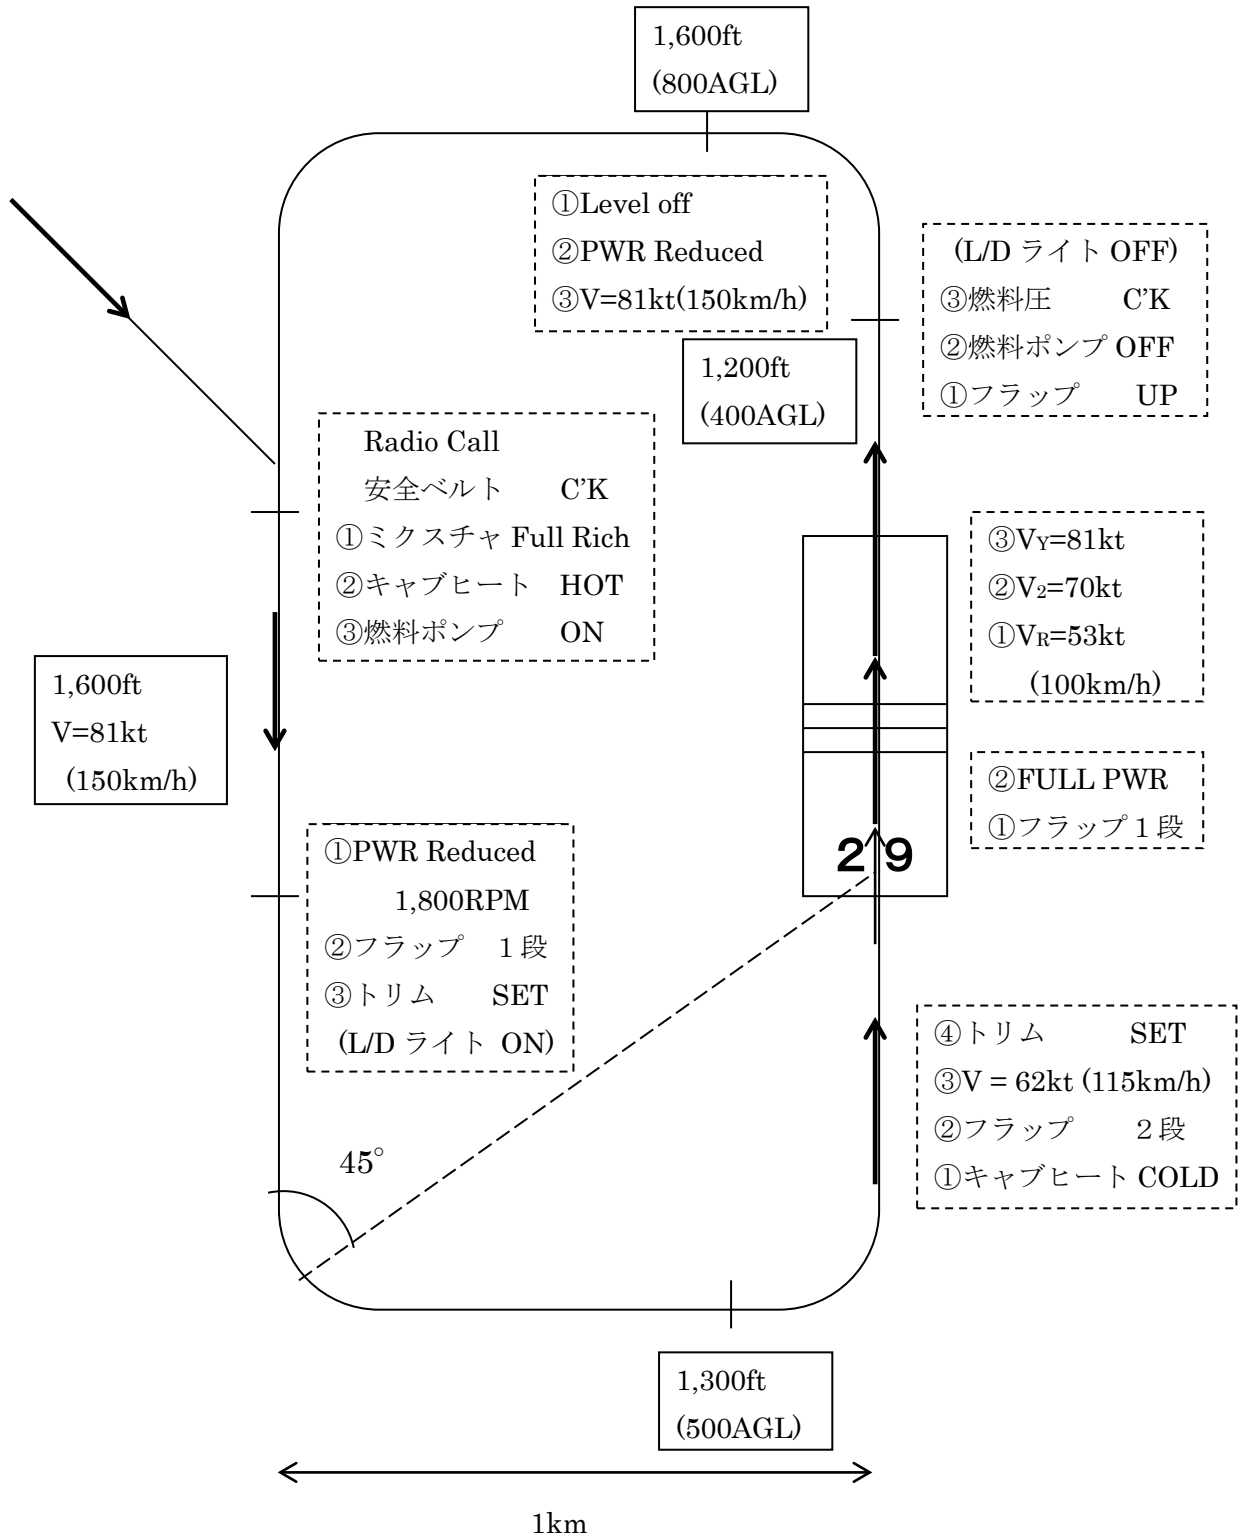 1,600ft
(800AGL)
①Level off
②PWR Reduced
③V=81kt(150km/h)
(L/D ライト OFF)
③燃料圧 C'K
②燃料ポンプ OFF
①フラップ UP
1,200ft
(400AGL)
Radio Call
安全ベルト C'K
①ミクスチャ Full Rich
②キャブヒート HOT
③燃料ポンプ ON
③VY=81kt
②V2=70kt
①VR=53kt
(100km/h)
1,600ft
V=81kt
(150km/h)
②FULL PWR
①フラップ１段
29
①PWR Reduced
1,800RPM
②フラップ １段
③トリム SET
(L/D ライト ON)
④トリム SET
③V = 62kt (115km/h)
②フラップ ２段
①キャブヒート COLD
45°
1,300ft
(500AGL)
1km